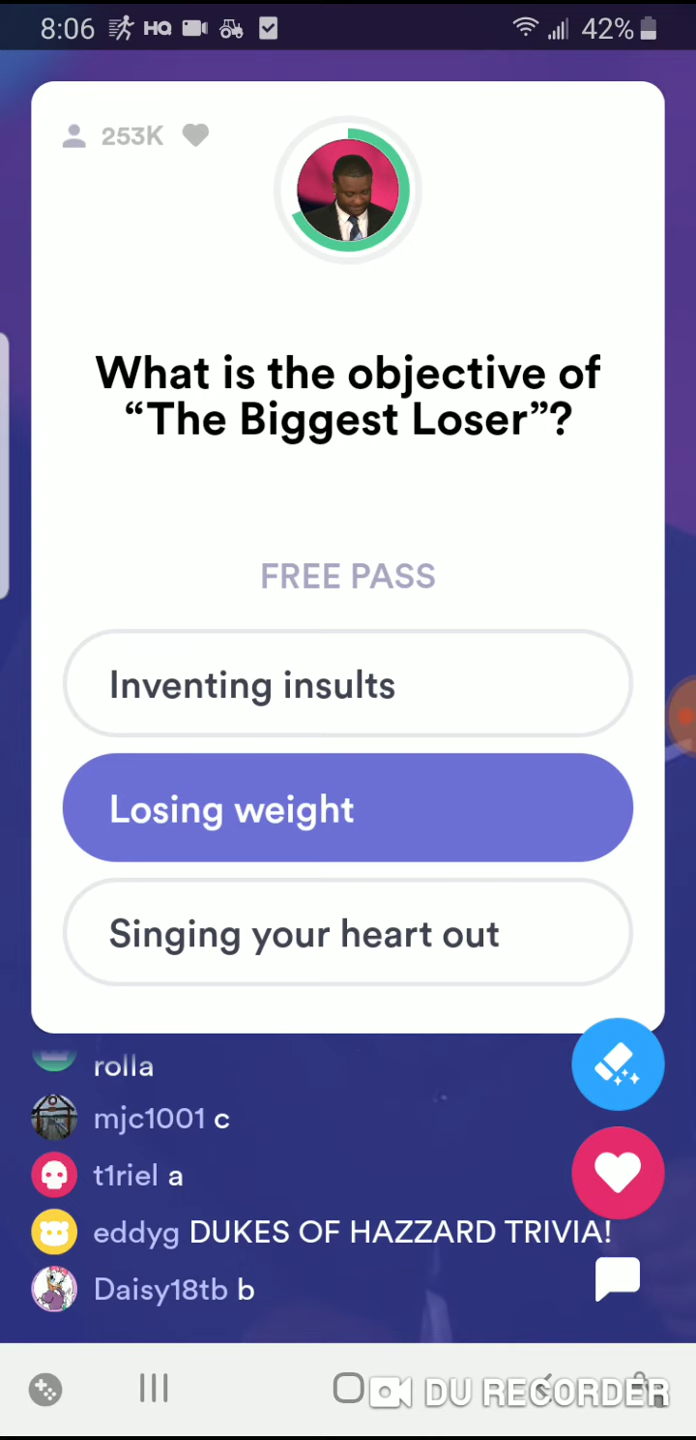 8:06 HQ 42%
253K
What is the objective of
“The Biggest Loser”?
FREE PASS
Inventing insults
Losing weight
Singing your heart out
rolla
mjc1001 c
t1riel a
eddyg DUKES OF HAZZARD TRIVIA!
Daisy18tb b
DU RECORDER